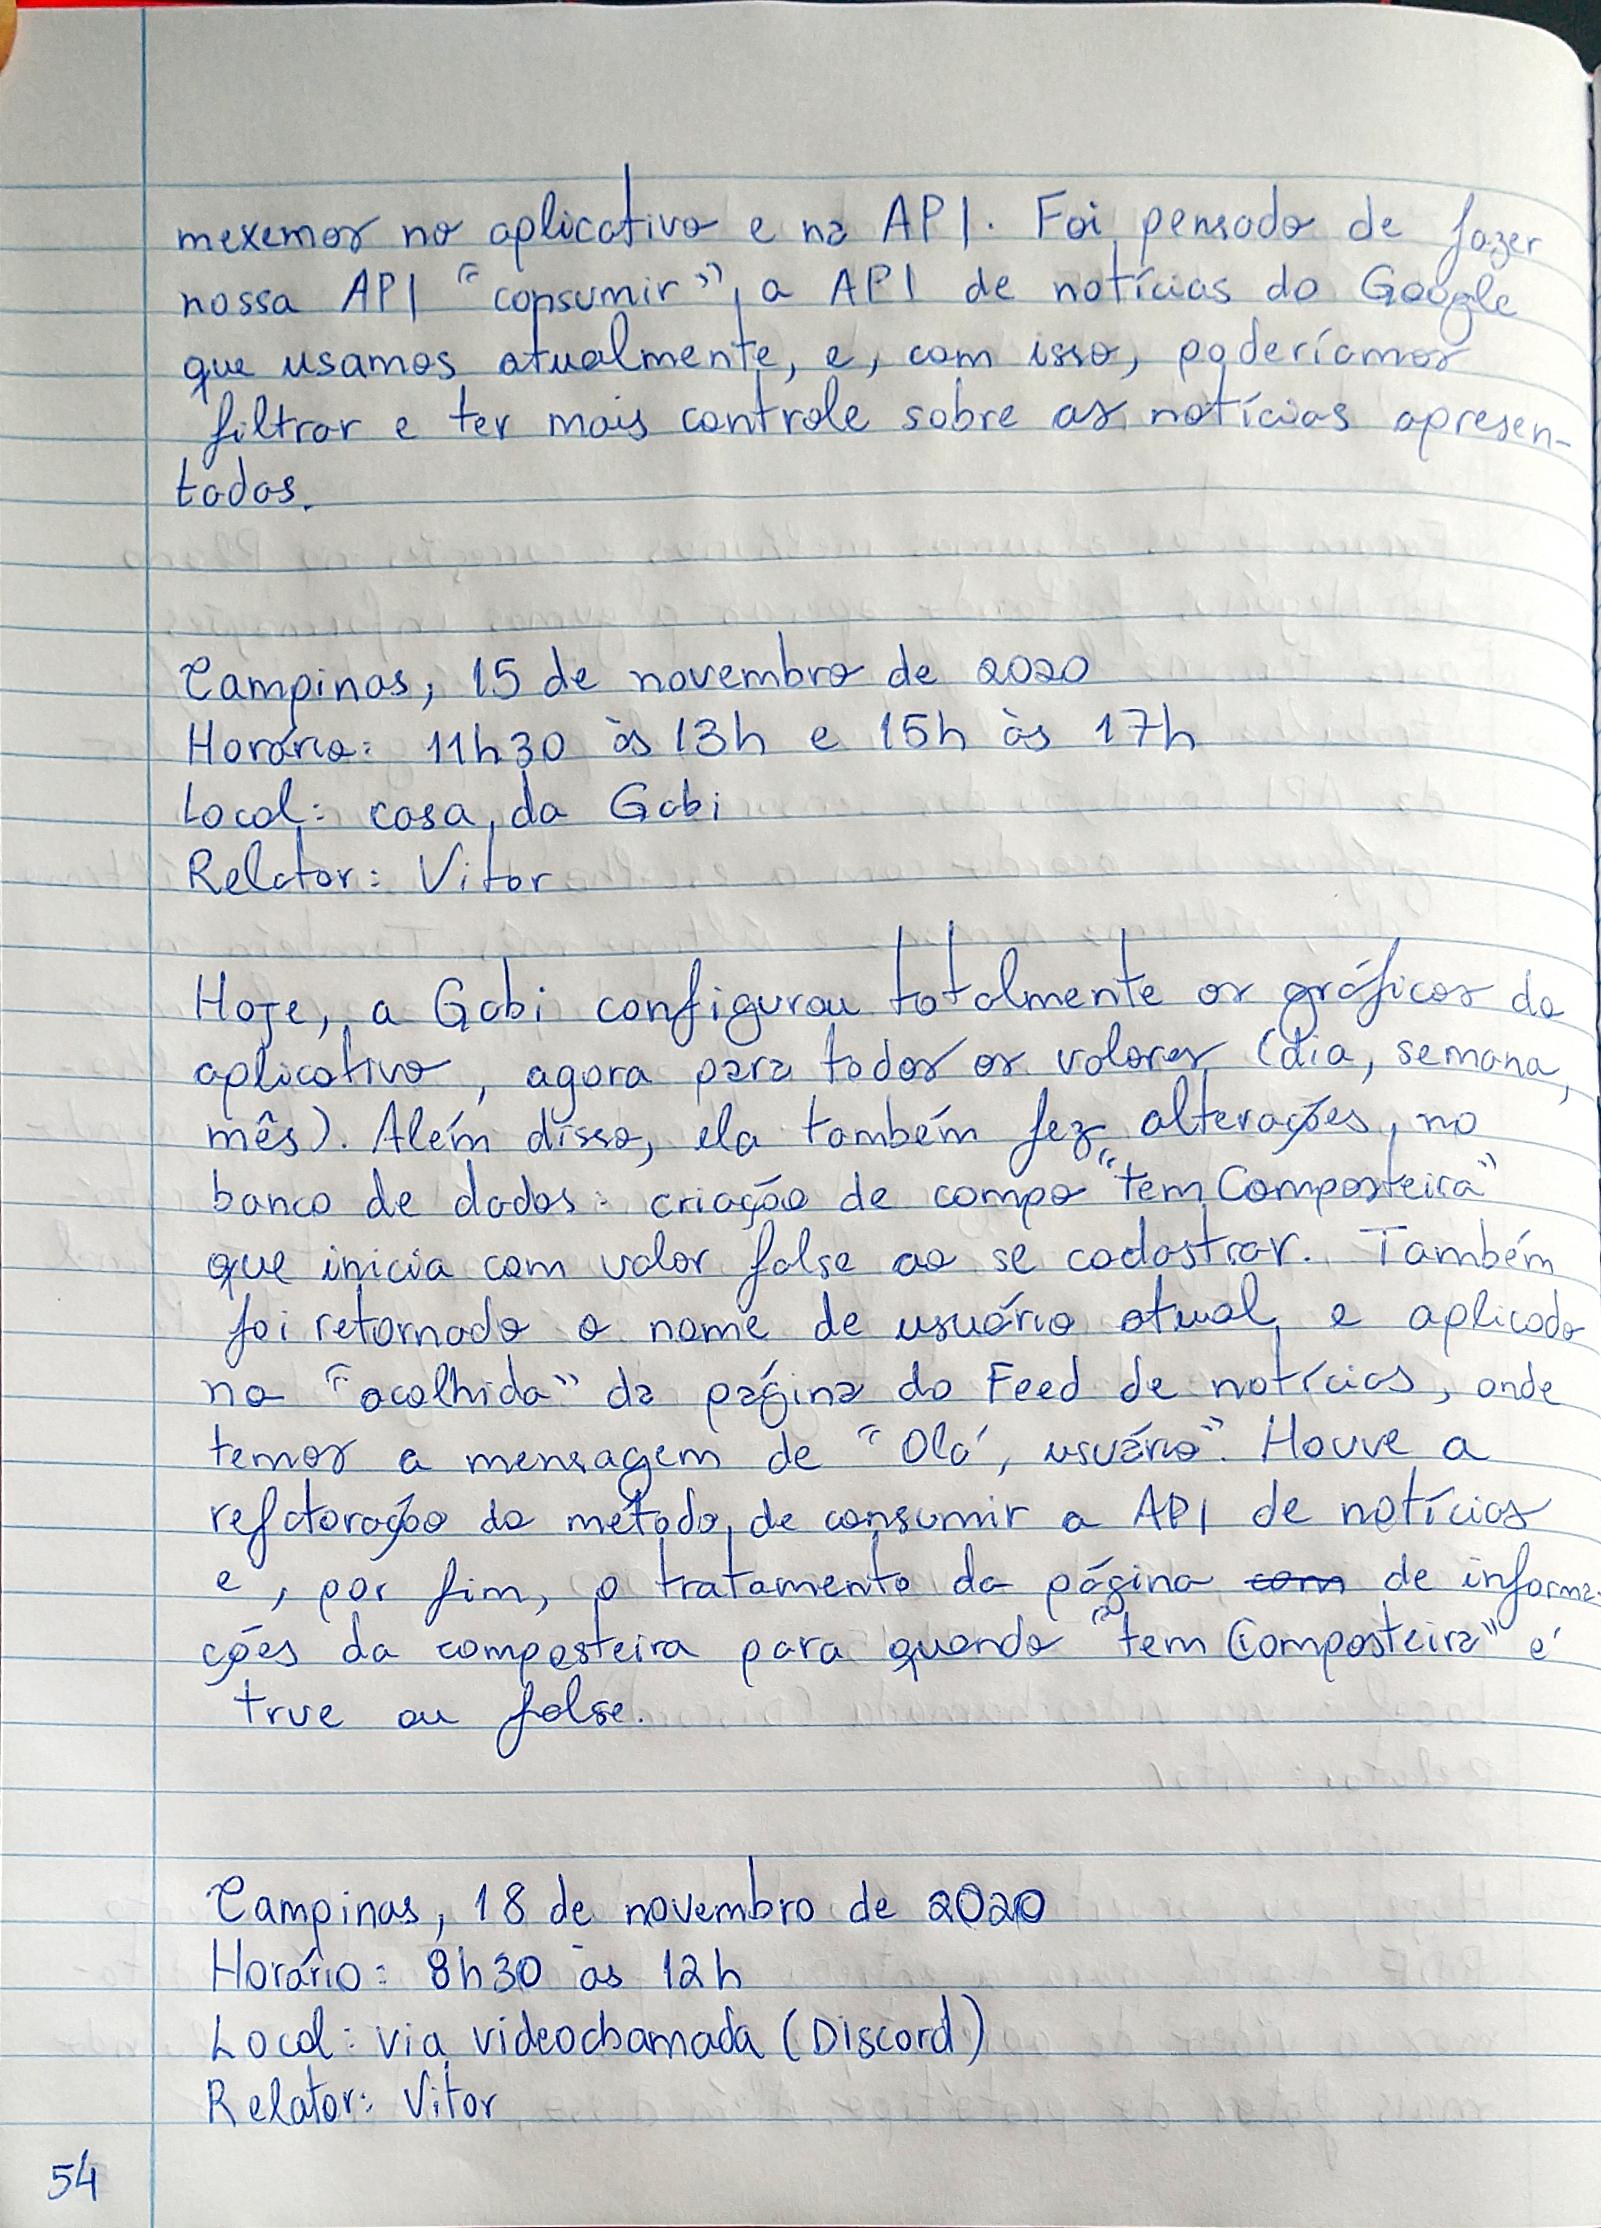 mexemos no aplicativo e na API. Foi pensado de fazer
nossa API "consumir" a API de notícias do Google
que usamos atualmente, e, com isso, poderíamos
filtrar e ter mais controle sobre as notícias apresen-
tadas.
Campinas, 15 de novembro de 2020
Horário: 11h30 às 13h e 15h às 17h
Local: casa da Gabi
Relator: Vitor
Hoje, a Gabi configurou totalmente os gráficos do
aplicativo, agora para todos os valores (dia, semana,
mês). Além disso, ela também fez alterações no
banco de dados: criação de campo "temComposteira"
que inicia com valor false ao se cadastrar. Também
foi retornado o nome de usuário atual e aplicado
na "acolhida" da página do Feed de notícias, onde
temos a mensagem de "Olá, usuário". Houve a
refatoração do método de consumir a API de notícias
e, por fim, o tratamento da página com de informa-
ções da composteira para quando "temComposteira" é
true ou false.
Campinas, 18 de novembro de 2020
Horário: 8h30 às 12h
Local: via videochamada (Discord)
Relator: Vitor
54